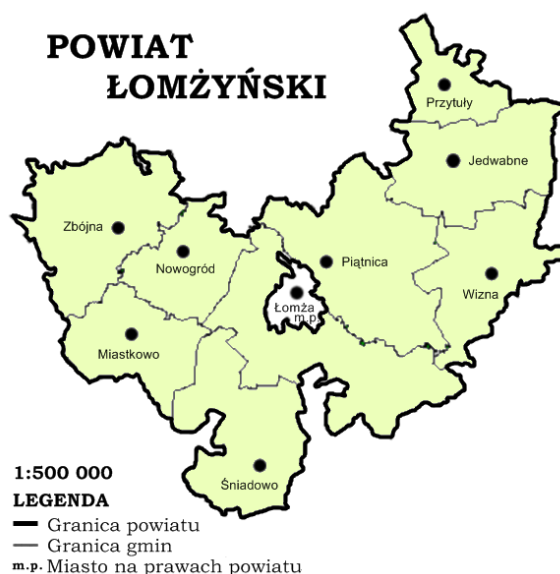 POWIAT
ŁOMŻYŃSKI
Przytuły
Jedwabne
Zbójna
Nowogród
Piątnica
Wizna
Łomża
m.p.
Miastkowo
Śniadowo
1:500 000
LEGENDA
Granica powiatu
Granica gmin
m.p. Miasto na prawach powiatu